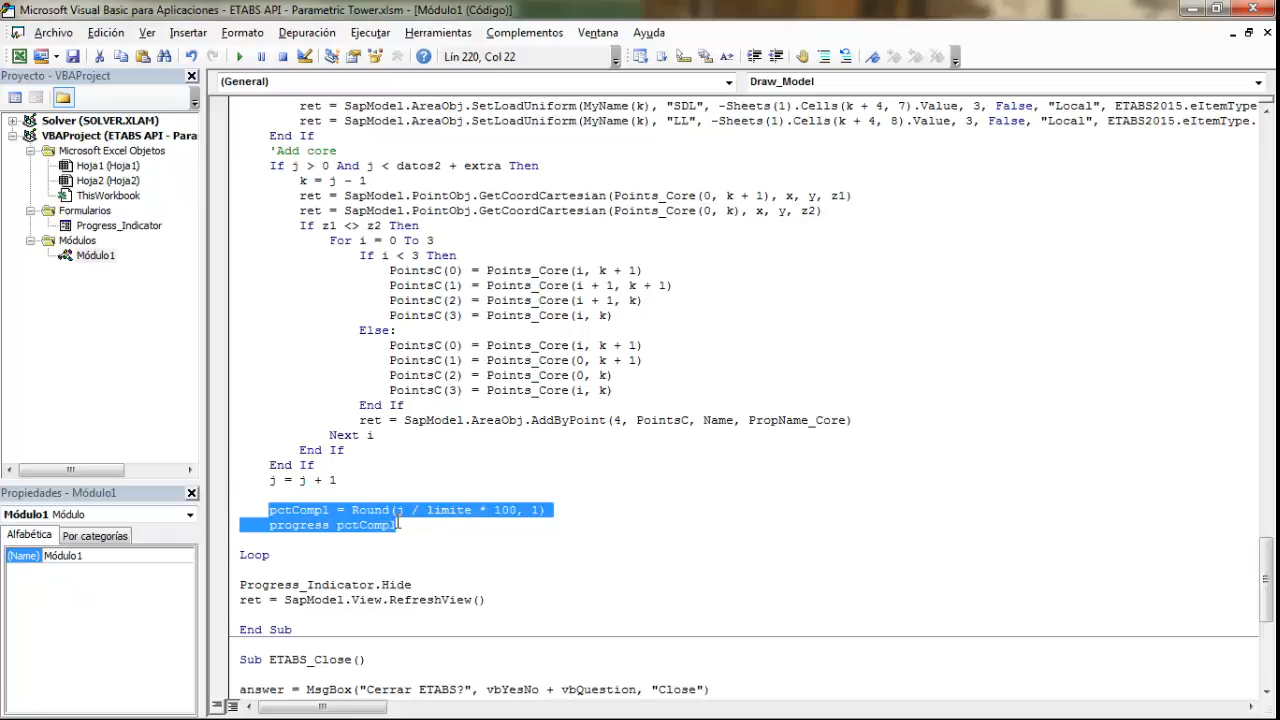 Microsoft Visual Basic para Aplicaciones - ETABS API - Parametric Tower.xlsm - [Módulo1 (Código)]
Archivo Edición Ver Insertar Formato Depuración Ejecutar Herramientas Complementos Ventana Ayuda
Lín 220, Col 22
Proyecto - VBAProject
Solver (SOLVER.XLAM)
VBAProject (ETABS API - Para
Microsoft Excel Objetos
Hoja1 (Hoja1)
Hoja2 (Hoja2)
ThisWorkbook
Formularios
Progress_Indicator
Módulos
Módulo1
Propiedades - Módulo1
Módulo1 Módulo
Alfabética Por categorías
(Name) Módulo1
(General) Draw_Model
ret = SapModel.AreaObj.SetLoadUniform(MyName(k), "SDL", -Sheets(1).Cells(k + 4, 7).Value, 3, False, "Local", ETABS2015.eItemType
ret = SapModel.AreaObj.SetLoadUniform(MyName(k), "LL", -Sheets(1).Cells(k + 4, 8).Value, 3, False, "Local", ETABS2015.eItemType.
End If
'Add core
If j > 0 And j < datos2 + extra Then
k = j - 1
ret = SapModel.PointObj.GetCoordCartesian(Points_Core(0, k + 1), x, y, z1)
ret = SapModel.PointObj.GetCoordCartesian(Points_Core(0, k), x, y, z2)
If z1 <> z2 Then
For i = 0 To 3
If i < 3 Then
PointsC(0) = Points_Core(i, k + 1)
PointsC(1) = Points_Core(i + 1, k + 1)
PointsC(2) = Points_Core(i + 1, k)
PointsC(3) = Points_Core(i, k)
Else:
PointsC(0) = Points_Core(i, k + 1)
PointsC(1) = Points_Core(0, k + 1)
PointsC(2) = Points_Core(0, k)
PointsC(3) = Points_Core(i, k)
End If
ret = SapModel.AreaObj.AddByPoint(4, PointsC, Name, PropName_Core)
Next i
End If
End If
j = j + 1
pctCompl = Round(j / limite * 100, 1)
progress pctCompl
Loop
Progress_Indicator.Hide
ret = SapModel.View.RefreshView()
End Sub
Sub ETABS_Close()
answer = MsgBox("Cerrar ETABS?", vbYesNo + vbQuestion, "Close")